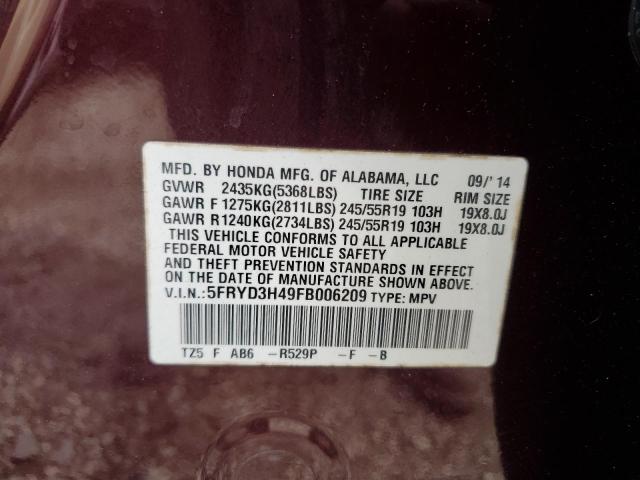 MFD. BY HONDA MFG. OF ALABAMA, LLC 09/'14
GVWR 2435KG(5368LBS) TIRE SIZE RIM SIZE
GAWR F 1275KG(2811LBS) 245/55R19 103H 19X8.0J
GAWR R1240KG(2734LBS) 245/55R19 103H 19X8.0J
THIS VEHICLE CONFORMS TO ALL APPLICABLE
FEDERAL MOTOR VEHICLE SAFETY
AND THEFT PREVENTION STANDARDS IN EFFECT
ON THE DATE OF MANUFACTURE SHOWN ABOVE.
V.I.N.:5FRYD3H49FB006209 TYPE: MPV
TZ5 F AB6 -R529P -F -B